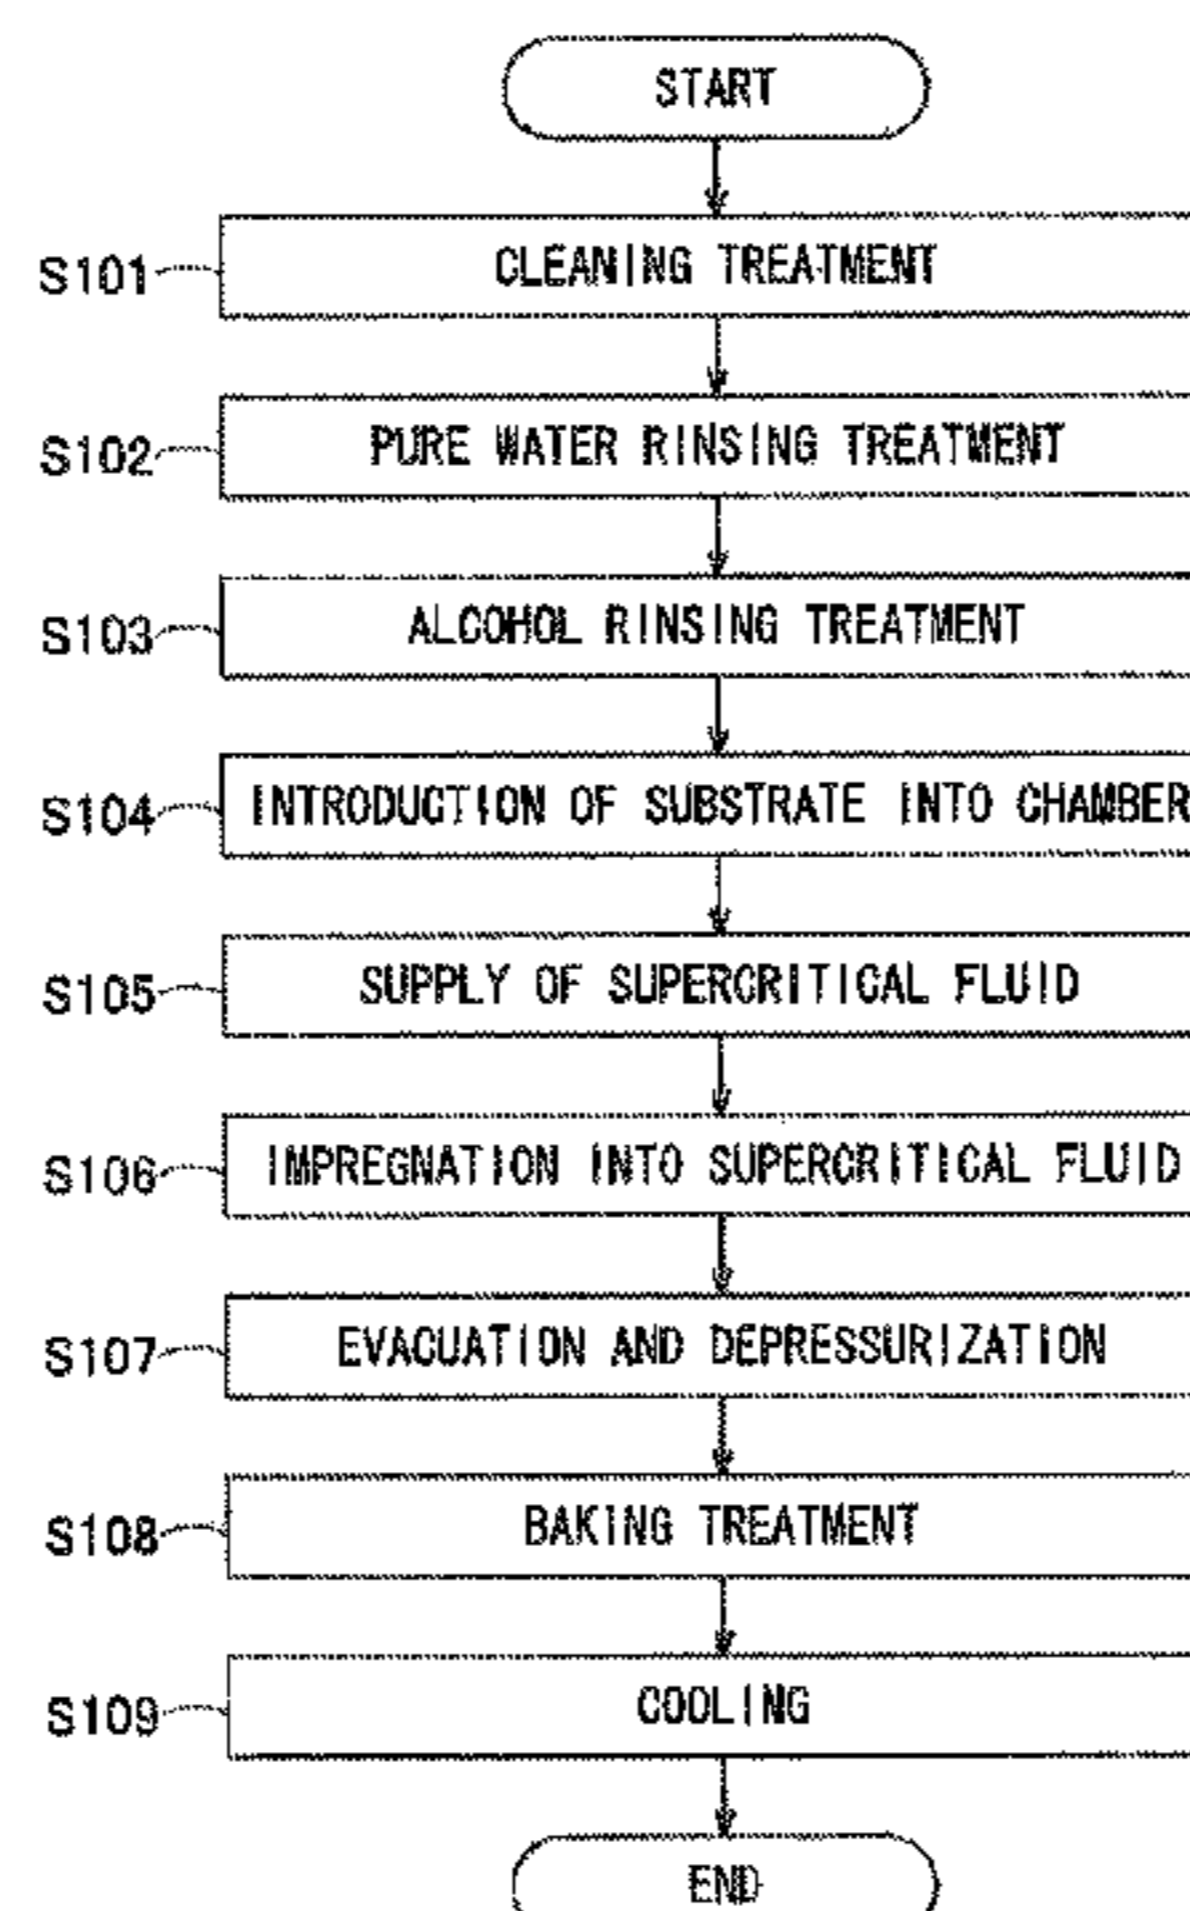 START
S101 CLEANING TREATMENT
S102 PURE WATER RINSING TREATMENT
S103 ALCOHOL RINSING TREATMENT
S104 INTRODUCTION OF SUBSTRATE INTO CHAMBER
S105 SUPPLY OF SUPERCRITICAL FLUID
S106 IMPREGNATION INTO SUPERCRITICAL FLUID
S107 EVACUATION AND DEPRESSURIZATION
S108 BAKING TREATMENT
S109 COOLING
END